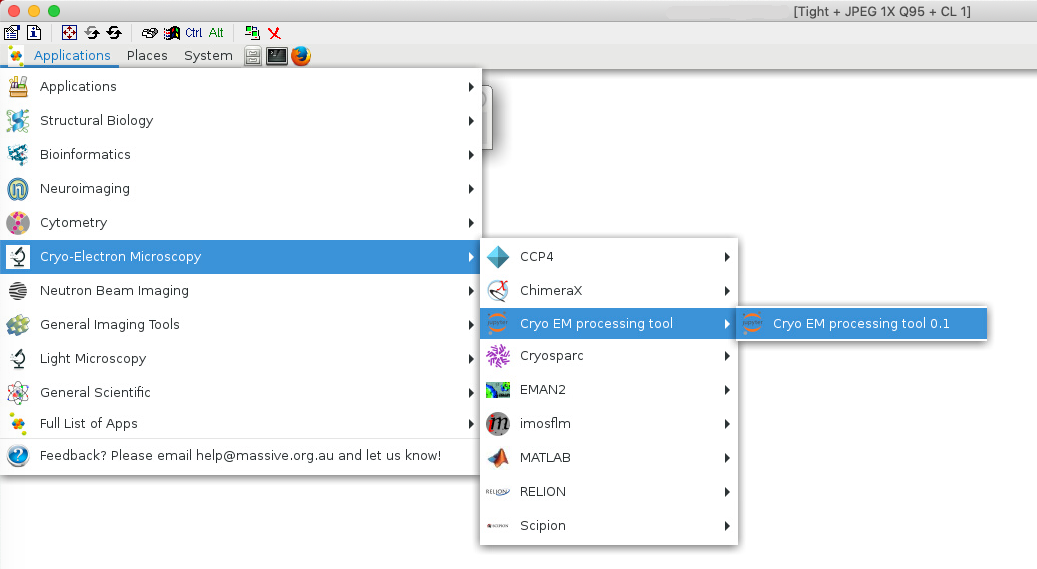 [Tight + JPEG 1X Q95 + CL 1]
Ctrl Alt
Applications Places System
Applications
Structural Biology
Bioinformatics
Neuroimaging
Cytometry
Cryo-Electron Microscopy
Neutron Beam Imaging
General Imaging Tools
Light Microscopy
General Scientific
Full List of Apps
Feedback? Please email help@massive.org.au and let us know!
CCP4
ChimeraX
Cryo EM processing tool
Cryosparc
EMAN2
imosflm
MATLAB
RELION RELION
SCIPION Scipion
Cryo EM processing tool 0.1